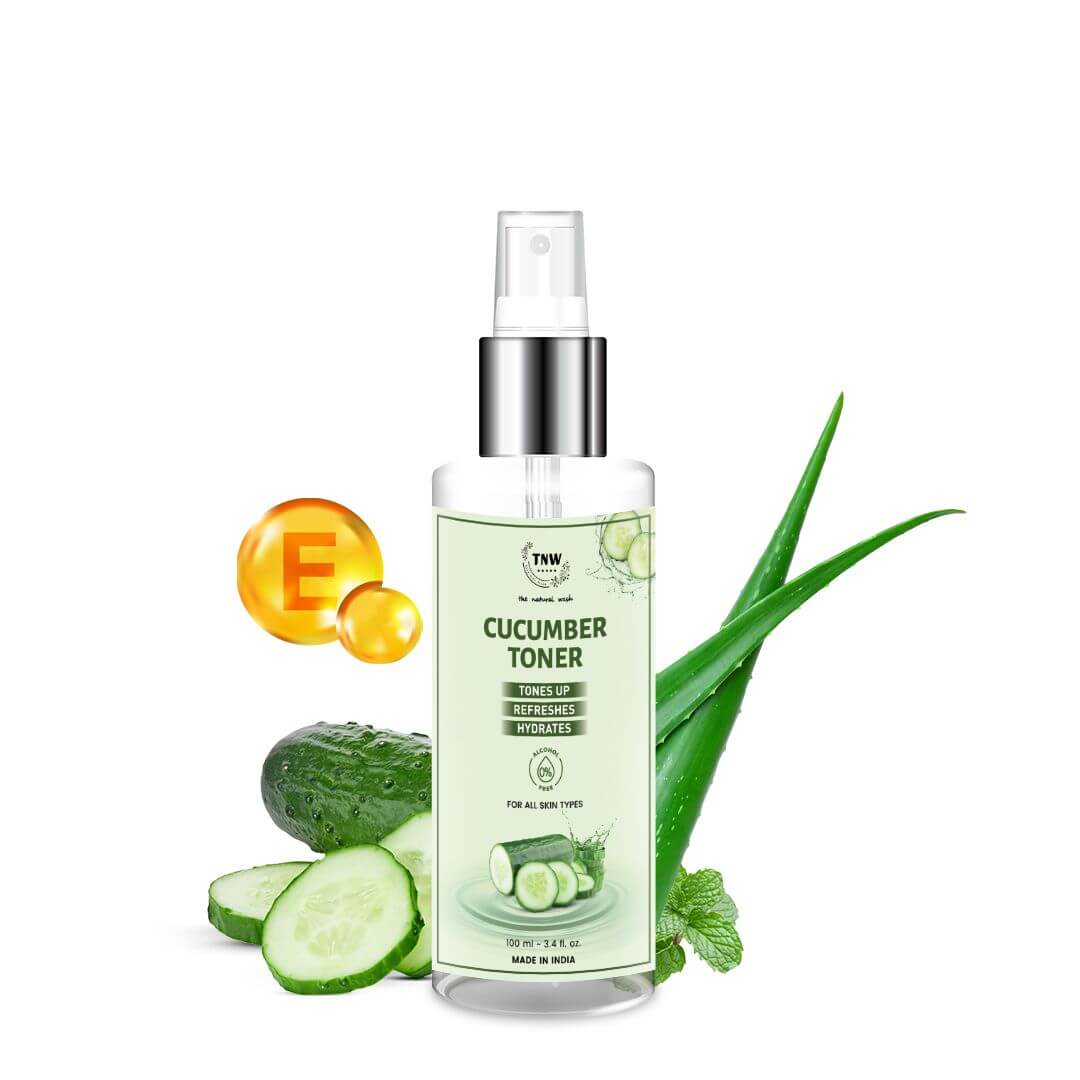 E
TNW
the natural wash
CUCUMBER
TONER
TONES UP
REFRESHES
HYDRATES
ALCOHOL
0%
FREE
FOR ALL SKIN TYPES
100 ml - 3.4 fl. oz.
MADE IN INDIA